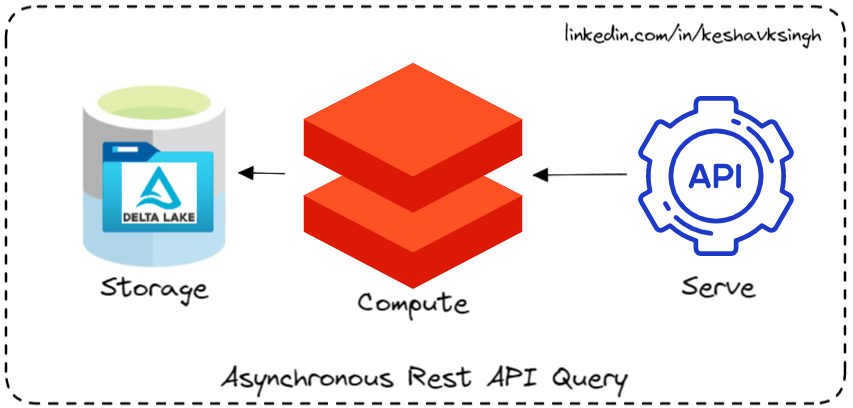 linkedin.com/in/keshavksingh
DELTA LAKE
API
Storage
Compute
Serve
Asynchronous Rest API Query